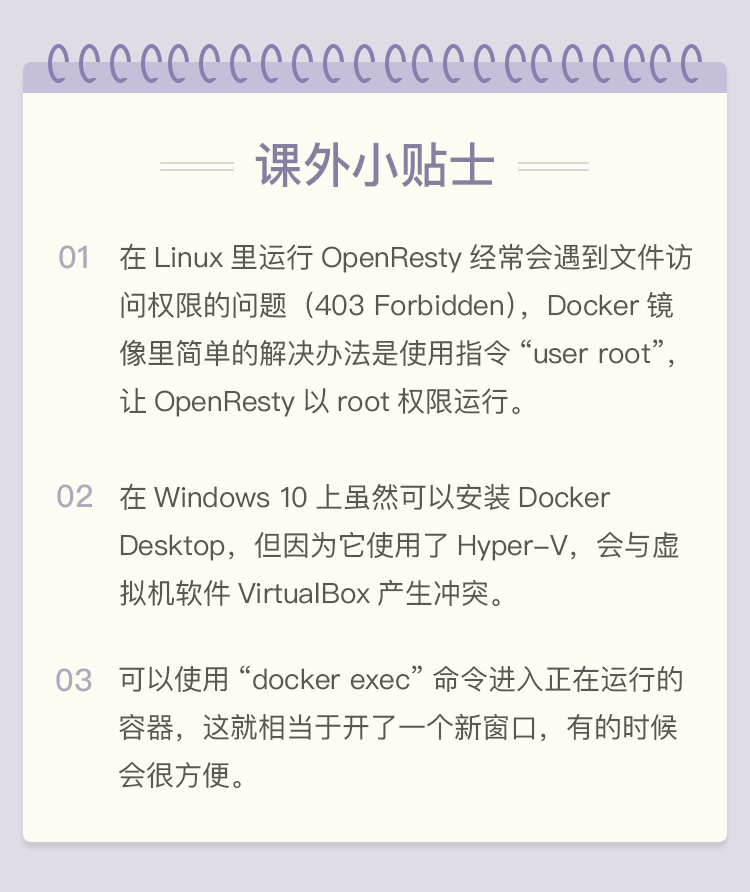 课外小贴士
01
在 Linux 里运行 OpenResty 经常会遇到文件访
问权限的问题（403 Forbidden），Docker 镜
像里简单的解决办法是使用指令 “user root”，
让 OpenResty 以 root 权限运行。
02
在 Windows 10 上虽然可以安装 Docker
Desktop，但因为它使用了 Hyper-V，会与虚
拟机软件 VirtualBox 产生冲突。
03
可以使用 “docker exec” 命令进入正在运行的
容器，这就相当于开了一个新窗口，有的时候
会很方便。